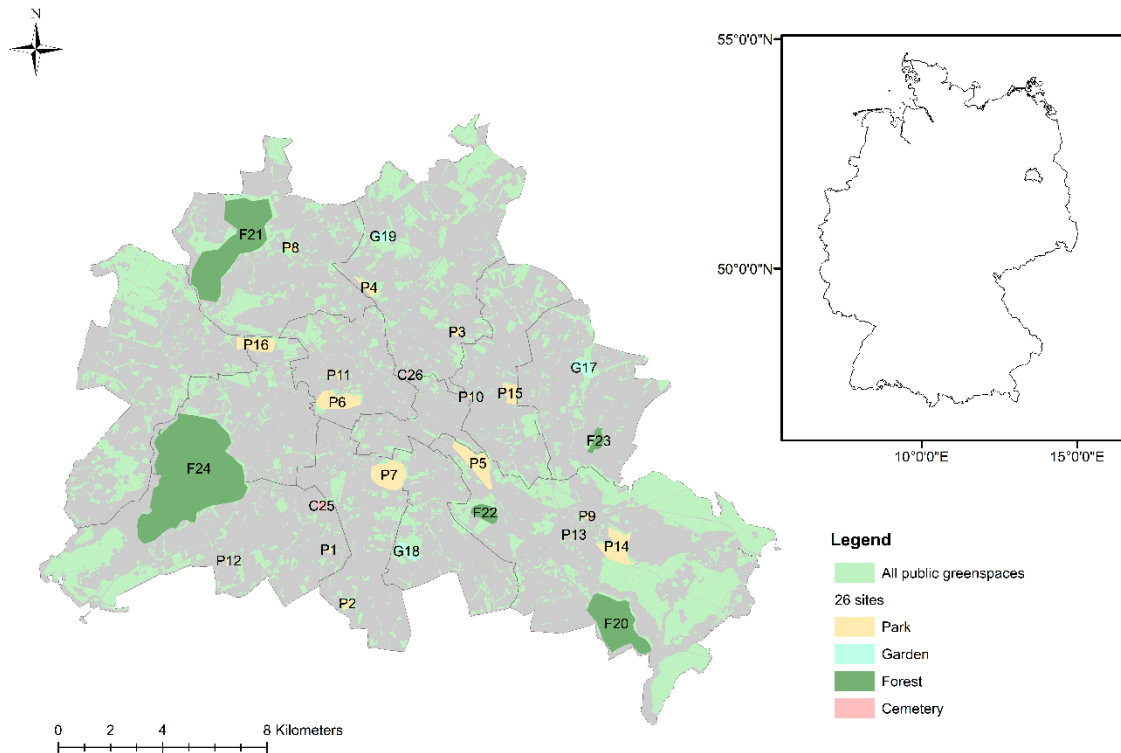 N
55°0'0"N
50°0'0"N
10°0'0"E
15°0'0"E
F21
P8
G19
P4
P3
P16
P11
C26
G17
P6
P10
P15
F23
F24
P7
P5
C25
F22
P9
P13
P14
P1
G18
P12
P2
F20
Legend
All public greenspaces
26 sites
Park
Garden
Forest
Cemetery
0 2 4 8 Kilometers